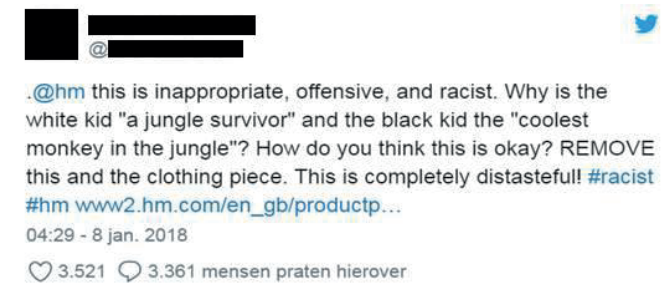 @
.@hm this is inappropriate, offensive, and racist. Why is the
white kid "a jungle survivor" and the black kid the "coolest
monkey in the jungle"? How do you think this is okay? REMOVE
this and the clothing piece. This is completely distasteful! #racist
#hm www2.hm.com/en_gb/productp...
04:29 - 8 jan. 2018
3.521 3.361 mensen praten hierover